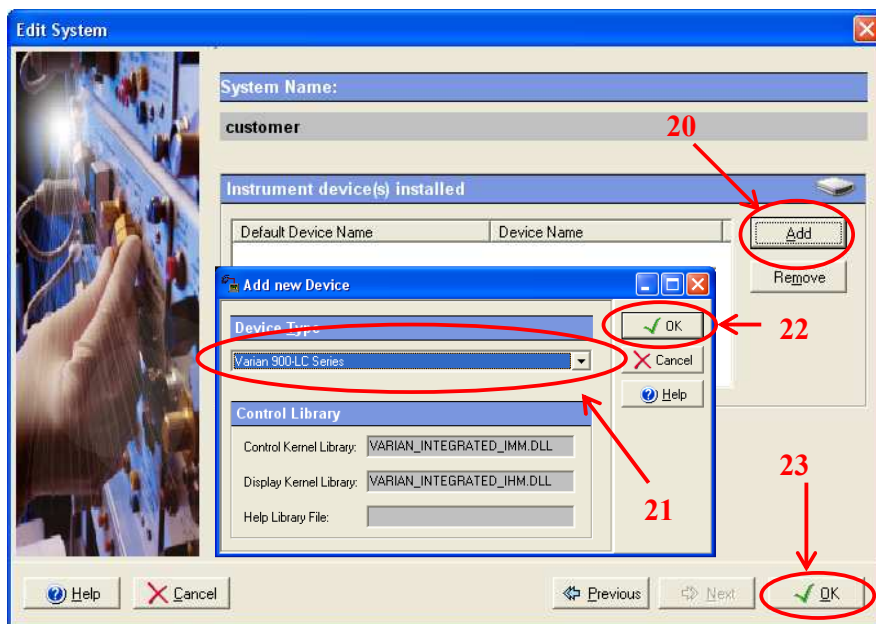 Edit System
System Name:
customer
20
Instrument device(s) installed
Default Device Name Device Name
Add
Remove
Add new Device
Device Type
Varian 900-LC Series
OK
22
Cancel
Help
Control Library
Control Kernel Library: VARIAN_INTEGRATED_IMM.DLL
Display Kernel Library: VARIAN_INTEGRATED_IHM.DLL
Help Library File:
21
23
Help Cancel Previous Next OK